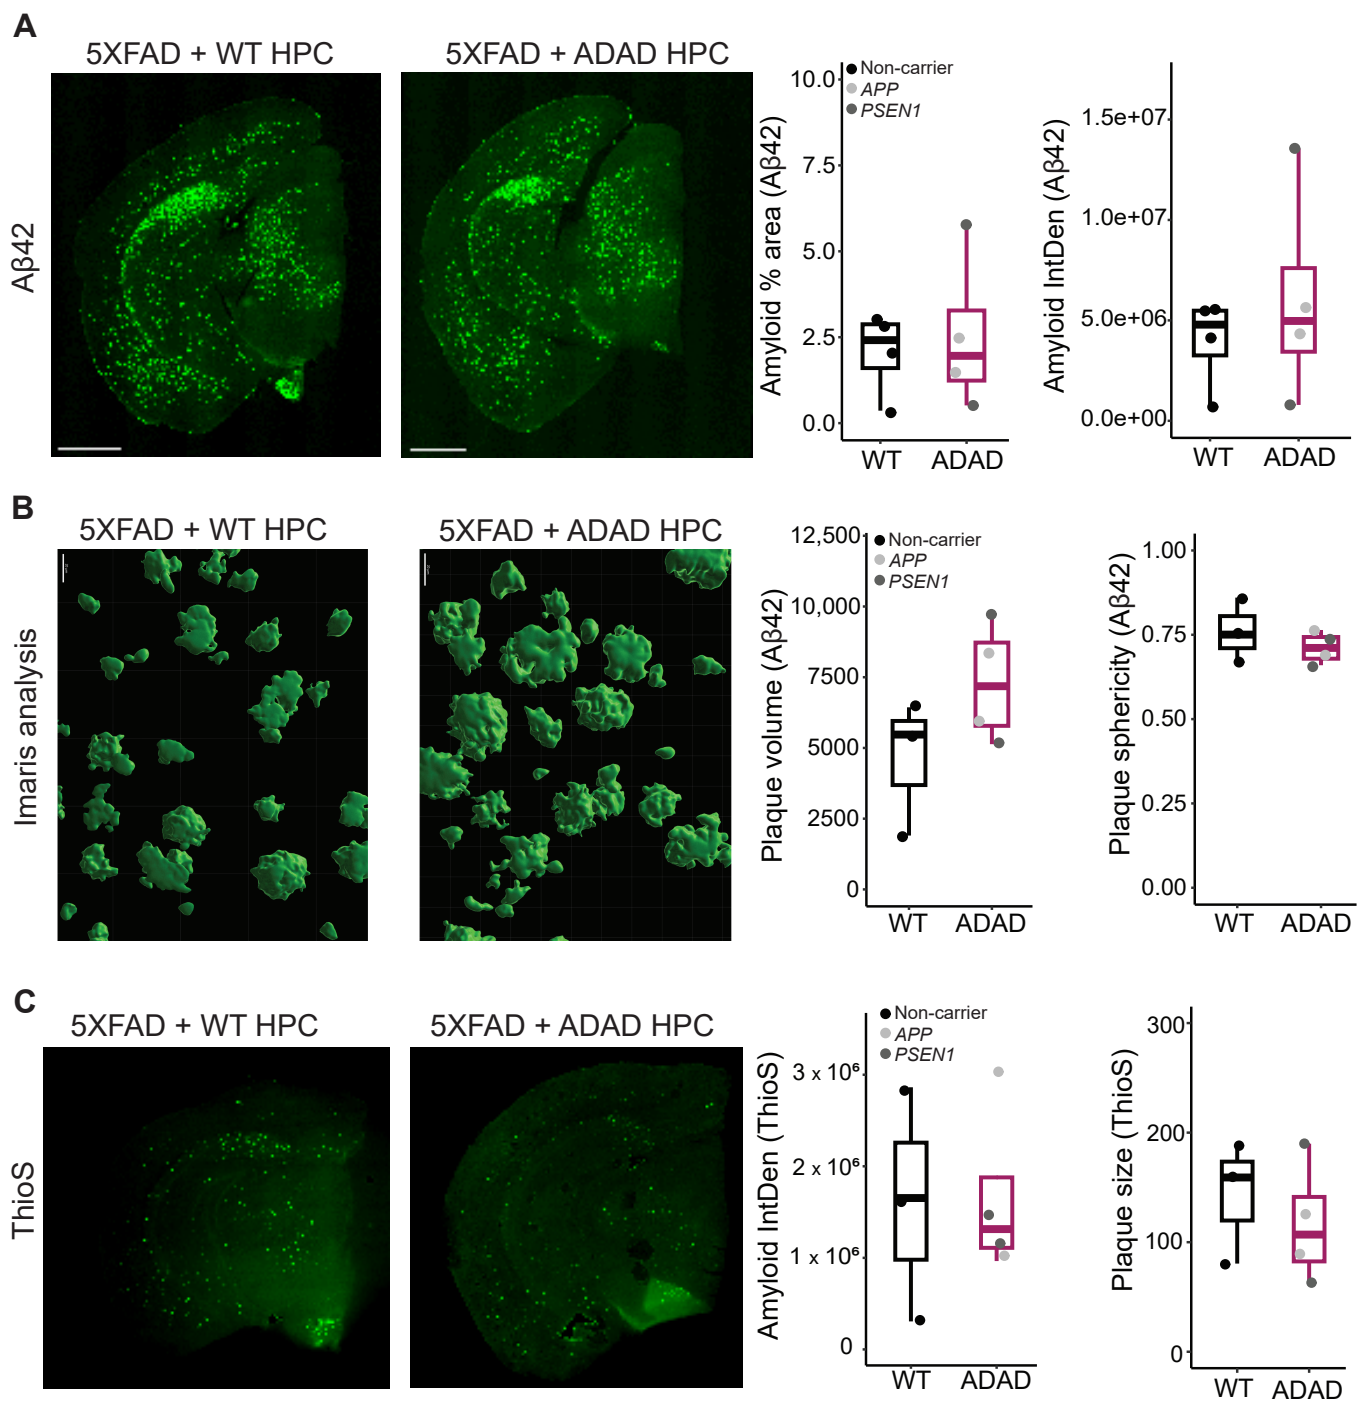 A
5XFAD + WT HPC
5XFAD + ADAD HPC
Aβ42
Amyloid % area (Aβ42)
10.0
7.5
5.0
2.5
0.0
Non-carrier
APP
PSEN1
WT
ADAD
Amyloid IntDen (Aβ42)
1.5e+07
1.0e+07
5.0e+06
0.0e+00
WT
ADAD
B
5XFAD + WT HPC
5XFAD + ADAD HPC
Imaris analysis
Plaque volume (Aβ42)
12,500
10,000
7500
5000
2500
0
Non-carrier
APP
PSEN1
WT
ADAD
Plaque sphericity (Aβ42)
1.00
0.75
0.50
0.25
0.00
WT
ADAD
C
5XFAD + WT HPC
5XFAD + ADAD HPC
ThioS
Amyloid IntDen (ThioS)
3 x 10⁶
2 x 10⁶
1 x 10⁶
0
Non-carrier
APP
PSEN1
WT
ADAD
Plaque size (ThioS)
300
200
100
0
WT
ADAD